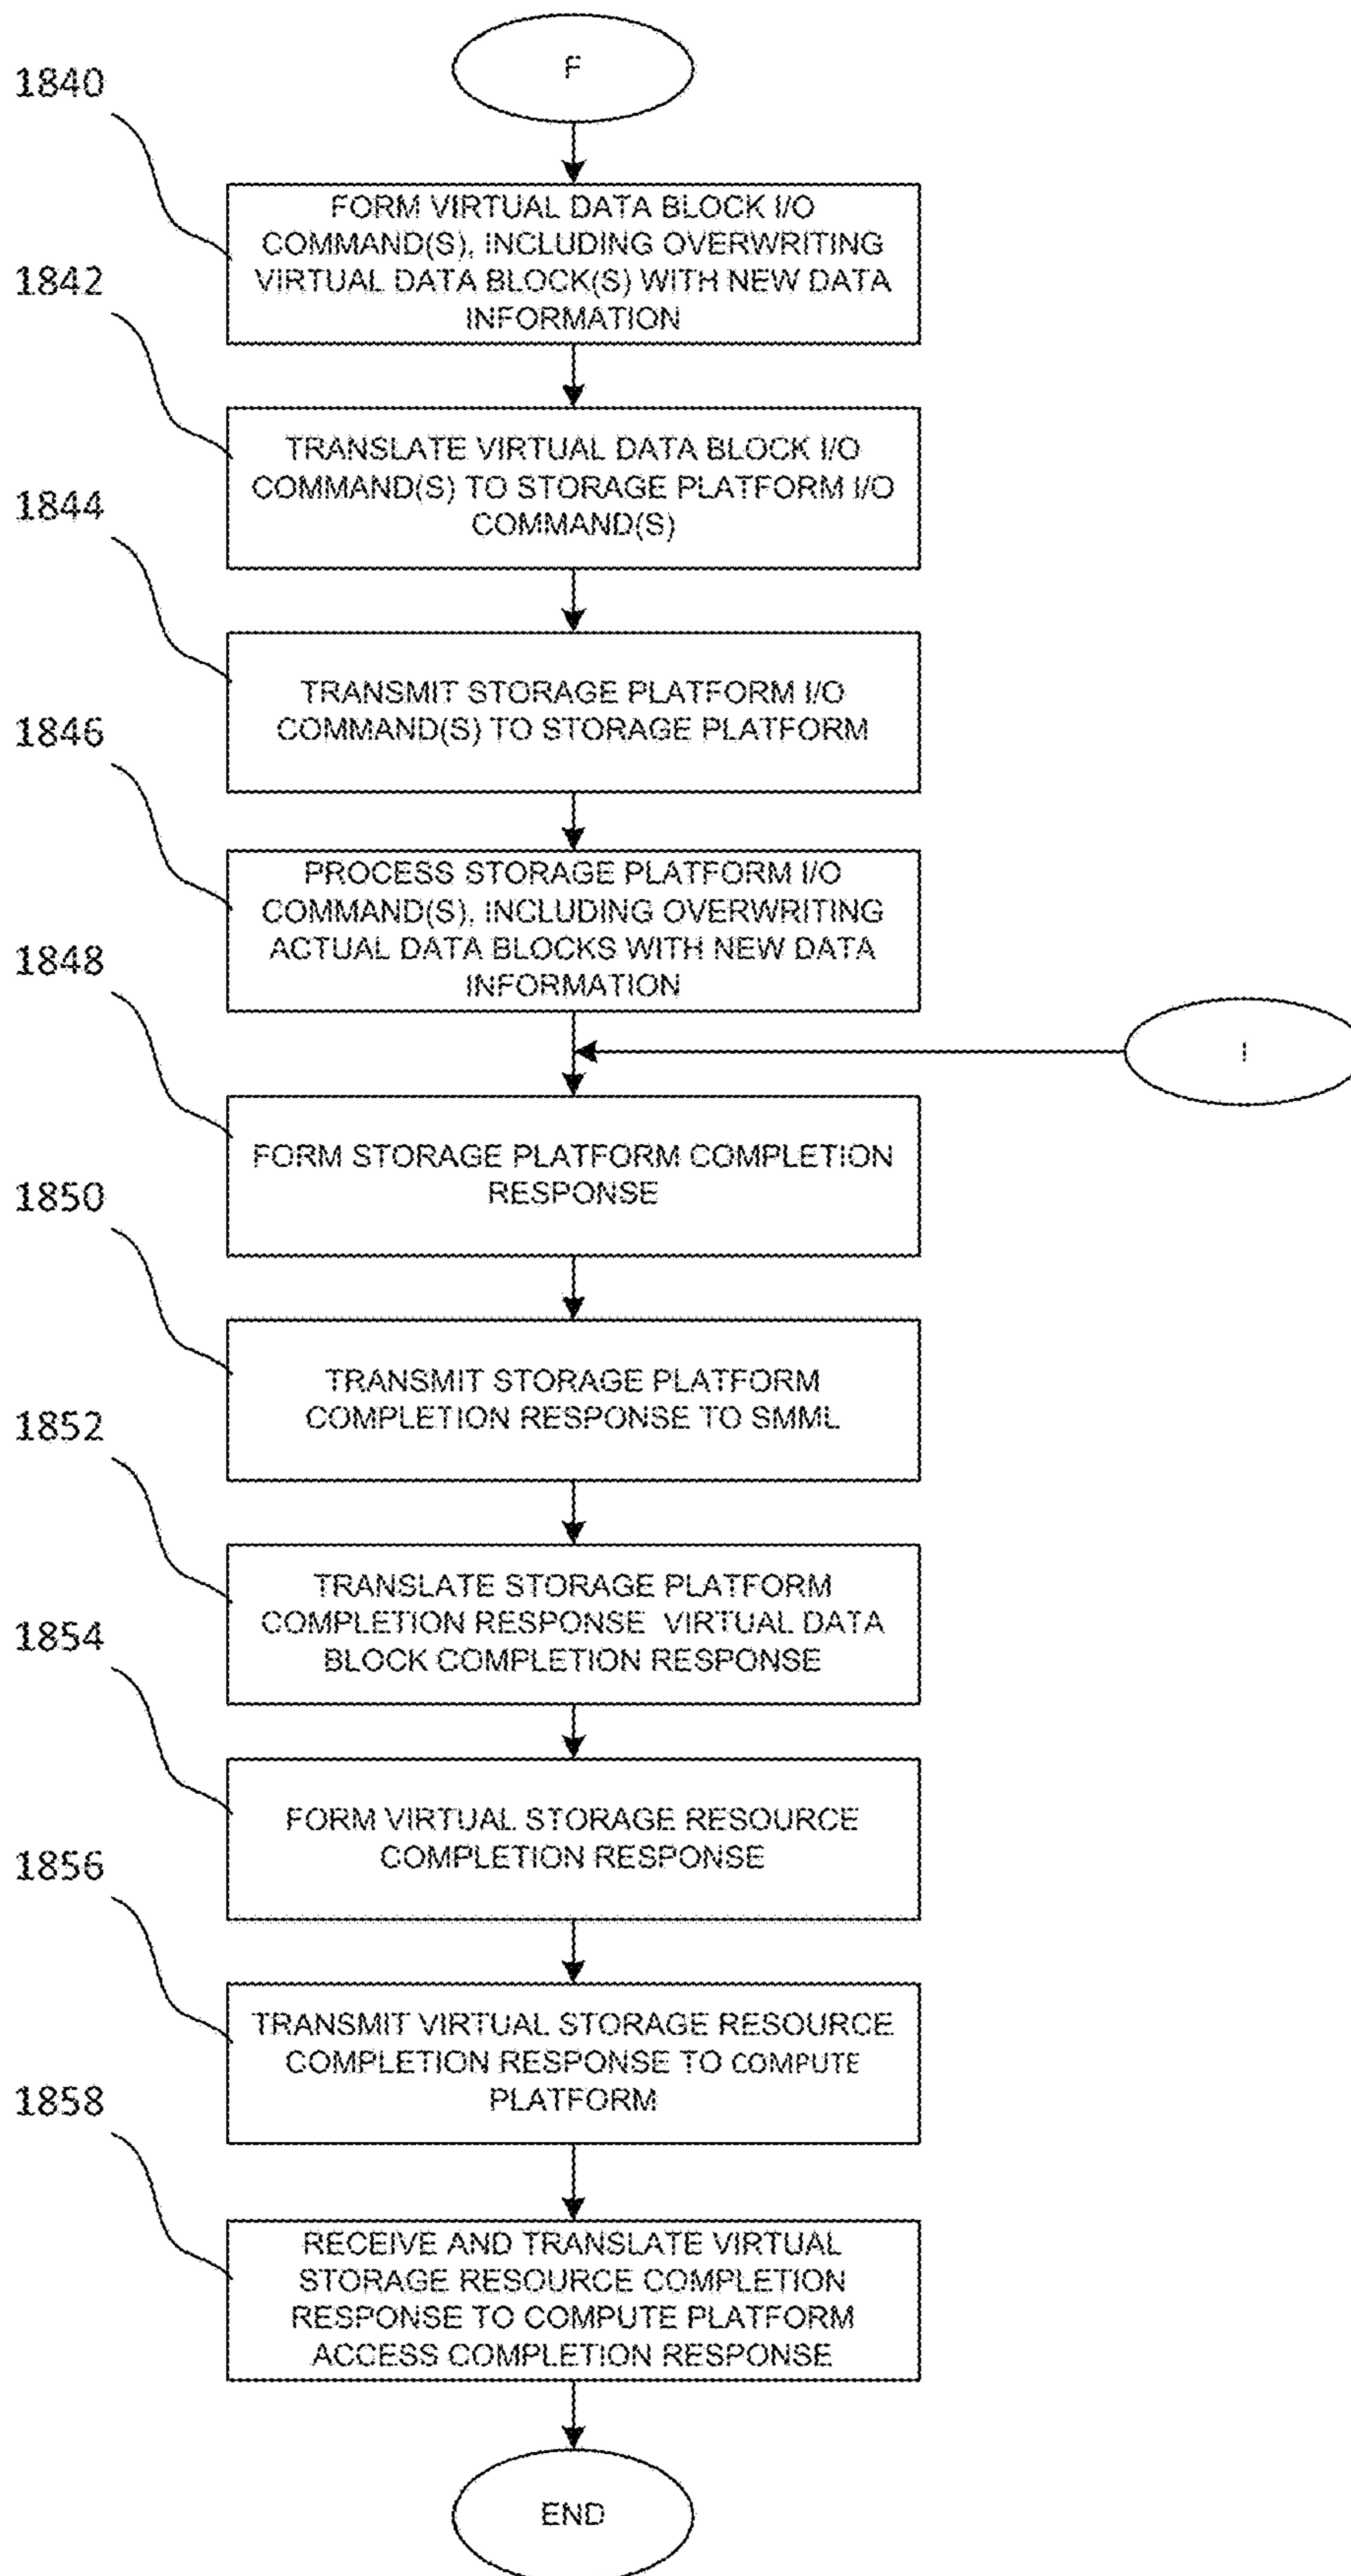 F
1840
FORM VIRTUAL DATA BLOCK I/O
COMMAND(S), INCLUDING OVERWRITING
VIRTUAL DATA BLOCK(S) WITH NEW DATA
INFORMATION
1842
TRANSLATE VIRTUAL DATA BLOCK I/O
COMMAND(S) TO STORAGE PLATFORM I/O
COMMAND(S)
1844
TRANSMIT STORAGE PLATFORM I/O
COMMAND(S) TO STORAGE PLATFORM
1846
PROCESS STORAGE PLATFORM I/O
COMMAND(S), INCLUDING OVERWRITING
ACTUAL DATA BLOCKS WITH NEW DATA
INFORMATION
1848
I
FORM STORAGE PLATFORM COMPLETION
RESPONSE
1850
TRANSMIT STORAGE PLATFORM
COMPLETION RESPONSE TO SMML
1852
TRANSLATE STORAGE PLATFORM
COMPLETION RESPONSE VIRTUAL DATA
BLOCK COMPLETION RESPONSE
1854
FORM VIRTUAL STORAGE RESOURCE
COMPLETION RESPONSE
1856
TRANSMIT VIRTUAL STORAGE RESOURCE
COMPLETION RESPONSE TO COMPUTE
PLATFORM
1858
RECEIVE AND TRANSLATE VIRTUAL
STORAGE RESOURCE COMPLETION
RESPONSE TO COMPUTE PLATFORM
ACCESS COMPLETION RESPONSE
END